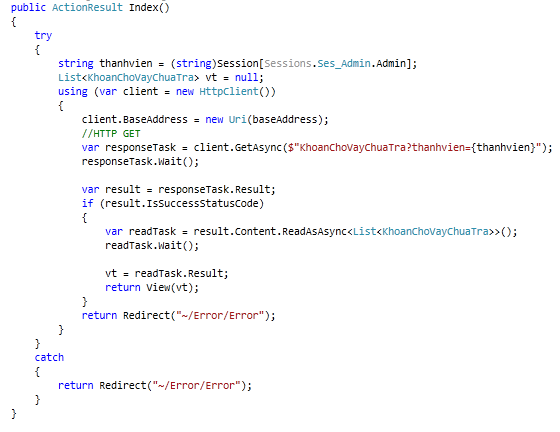 public ActionResult Index()
{
    try
    {
        string thanhvien = (string)Session[Sessions.Ses_Admin.Admin];
        List<KhoanChoVayChuaTra> vt = null;
        using (var client = new HttpClient())
        {
            client.BaseAddress = new Uri(baseAddress);
            //HTTP GET
            var responseTask = client.GetAsync($"KhoanChoVayChuaTra?thanhvien={thanhvien}");
            responseTask.Wait();

            var result = responseTask.Result;
            if (result.IsSuccessStatusCode)
            {
                var readTask = result.Content.ReadAsAsync<List<KhoanChoVayChuaTra>>();
                readTask.Wait();

                vt = readTask.Result;
                return View(vt);
            }
            return Redirect("~/Error/Error");
        }
    }
    catch
    {
        return Redirect("~/Error/Error");
    }
}